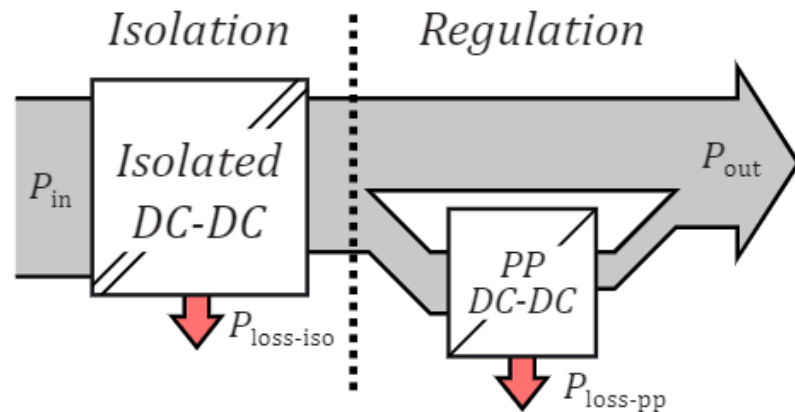 Isolation
Regulation
P_in
Isolated
DC-DC
P_out
PP
DC-DC
P_loss-iso
P_loss-pp